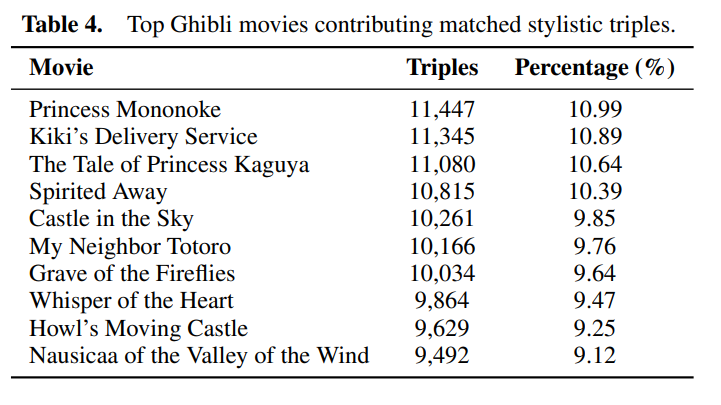 Table 4. Top Ghibli movies contributing matched stylistic triples.
Movie Triples Percentage (%)
Princess Mononoke 11,447 10.99
Kiki's Delivery Service 11,345 10.89
The Tale of Princess Kaguya 11,080 10.64
Spirited Away 10,815 10.39
Castle in the Sky 10,261 9.85
My Neighbor Totoro 10,166 9.76
Grave of the Fireflies 10,034 9.64
Whisper of the Heart 9,864 9.47
Howl's Moving Castle 9,629 9.25
Nausicaa of the Valley of the Wind 9,492 9.12